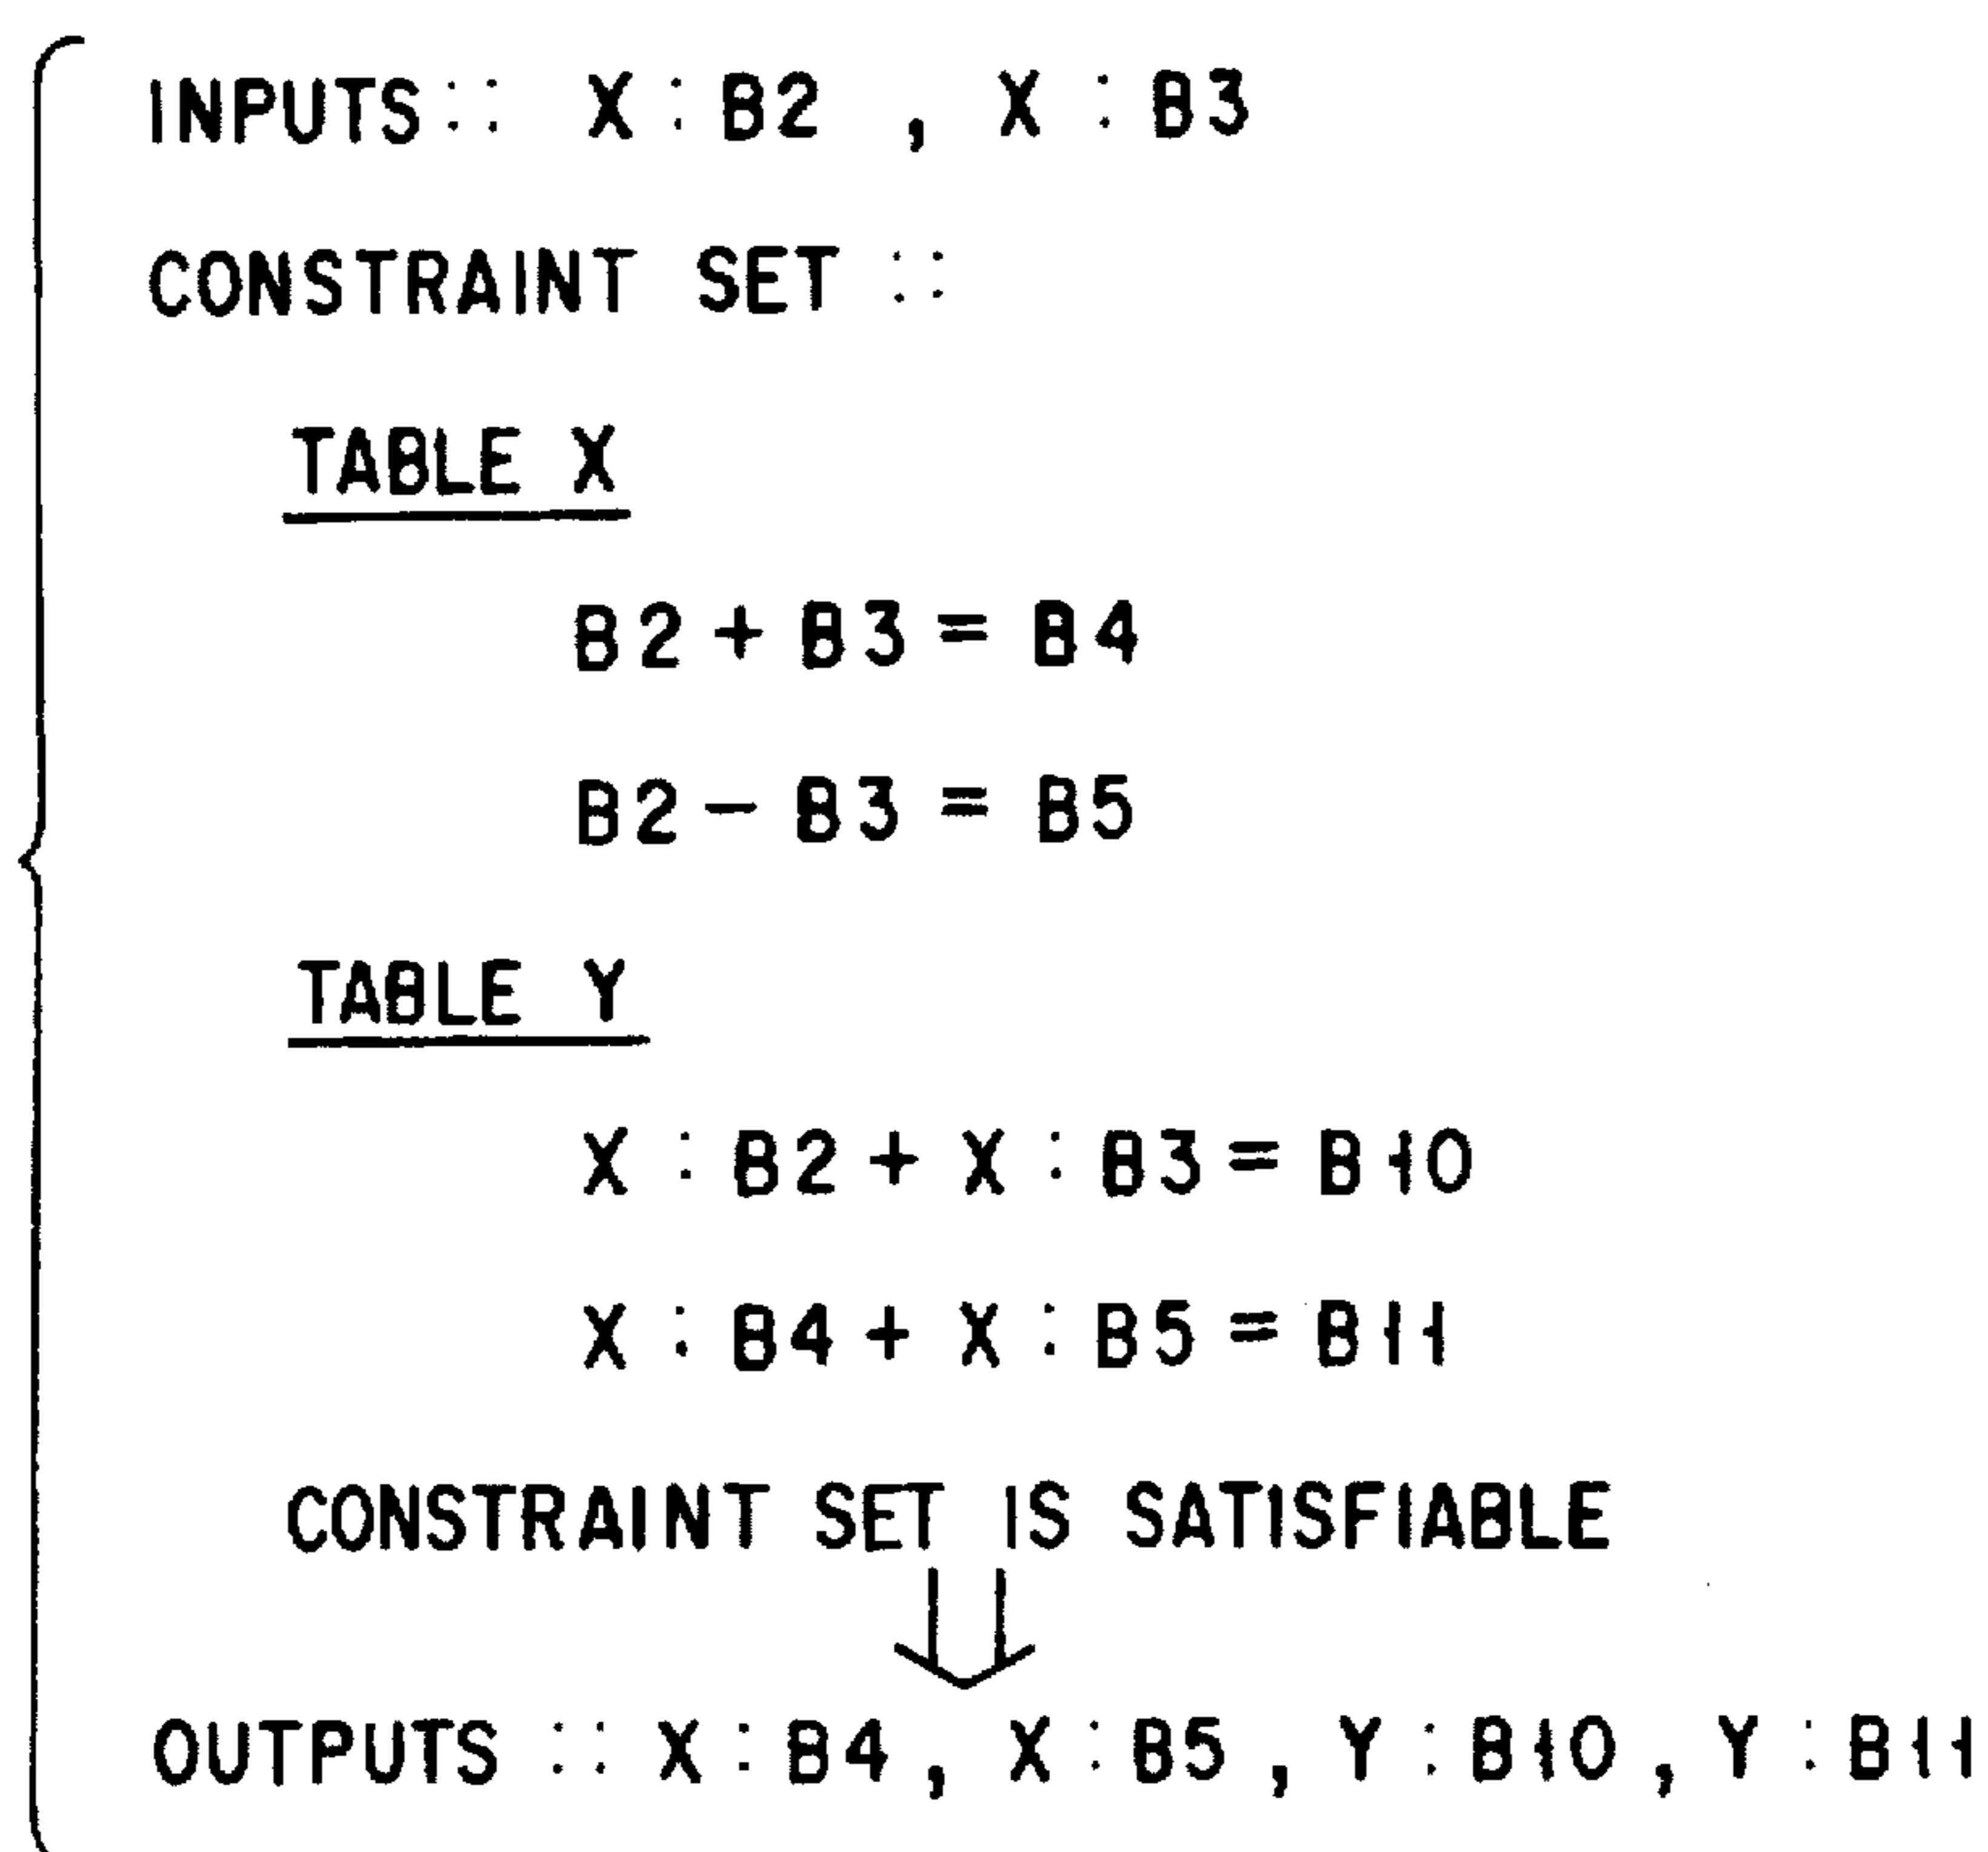 INPUTS:: X:B2 , X:B3
CONSTRAINT SET ::
TABLE X
B2+B3=B4
B2-B3=B5
TABLE Y
X:B2+X:B3=B10
X:B4+X:B5=B11
CONSTRAINT SET IS SATISFIABLE
OUTPUTS :: X:B4, X:B5, Y:B10, Y:B11